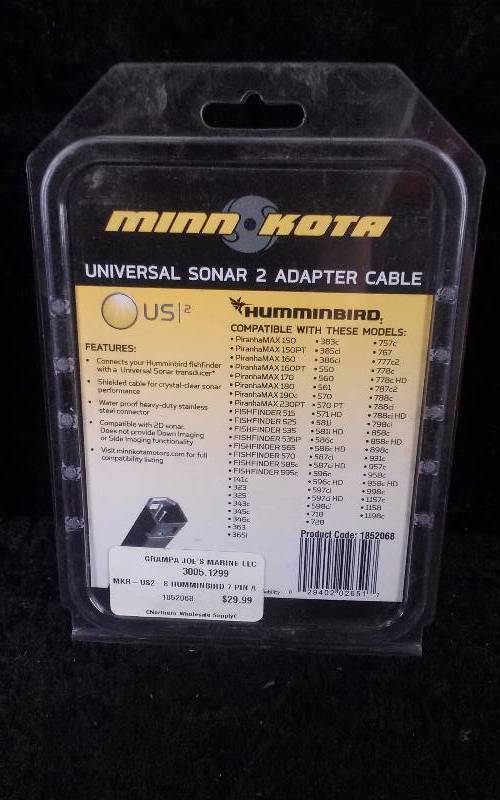 MINN KOTA
UNIVERSAL SONAR 2 ADAPTER CABLE
US|2
HUMMINBIRD
COMPATIBLE WITH THESE MODELS:
FEATURES:
• Connects your Humminbird fishfinder
with a Universal Sonar transducer*
• Shielded cable for crystal-clear sonar
performance
• Water proof heavy-duty stainless
steel connector
• Compatible with 2D sonar.
Does not provide Down Imaging
or Side Imaging functionality
• Visit minnkotamotors.com for full
compatibility listing
• PiranhaMAX 150
• PiranhaMAX 150PT
• PiranhaMAX 160
• PiranhaMAX 160PT
• PiranhaMAX 170
• PiranhaMAX 180
• PiranhaMAX 190c
• PiranhaMAX 230PT
• FISHFINDER 515
• FISHFINDER 525
• FISHFINDER 535
• FISHFINDER 535P
• FISHFINDER 565
• FISHFINDER 570
• FISHFINDER 585c
• FISHFINDER 595c
• 141c
• 323
• 325
• 343c
• 345c
• 346c
• 363
• 365i
• 383c
• 385ci
• 386ci
• 550
• 560
• 561
• 570
• 570 PT
• 571 HD
• 581i
• 581i HD
• 586c
• 586c HD
• 587ci
• 587ci HD
• 596c
• 596c HD
• 597ci
• 597ci HD
• 598ci
• 718
• 728
• 757c
• 767
• 777c2
• 778c
• 778c HD
• 787c2
• 788c
• 788ci
• 788ci HD
• 798ci
• 858c
• 858c HD
• 898c
• 931c
• 957c
• 958c
• 958c HD
• 998c
• 1157c
• 1158
• 1198c
Product Code: 1852068
GRAMPA JOE'S MARINE LLC
3005.1299
MKR-US2 8 HUMMINBIRD 7 PIN A
1852068 $29.99
CNorthern Wholesale SupplyC
0 29402 02651 7